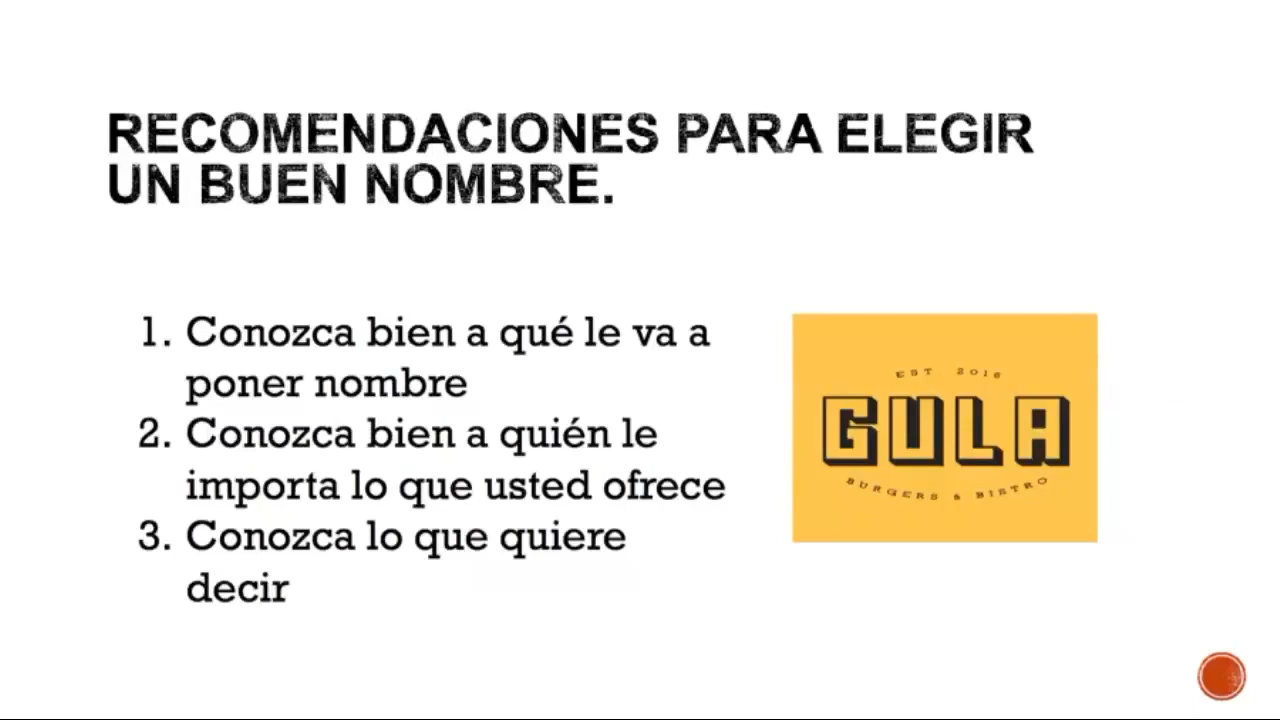 RECOMENDACIONES PARA ELEGIR
UN BUEN NOMBRE.
1. Conozca bien a qué le va a
poner nombre
2. Conozca bien a quién le
importa lo que usted ofrece
3. Conozca lo que quiere
decir
EST 2016
GULA
BURGERS & BISTRO